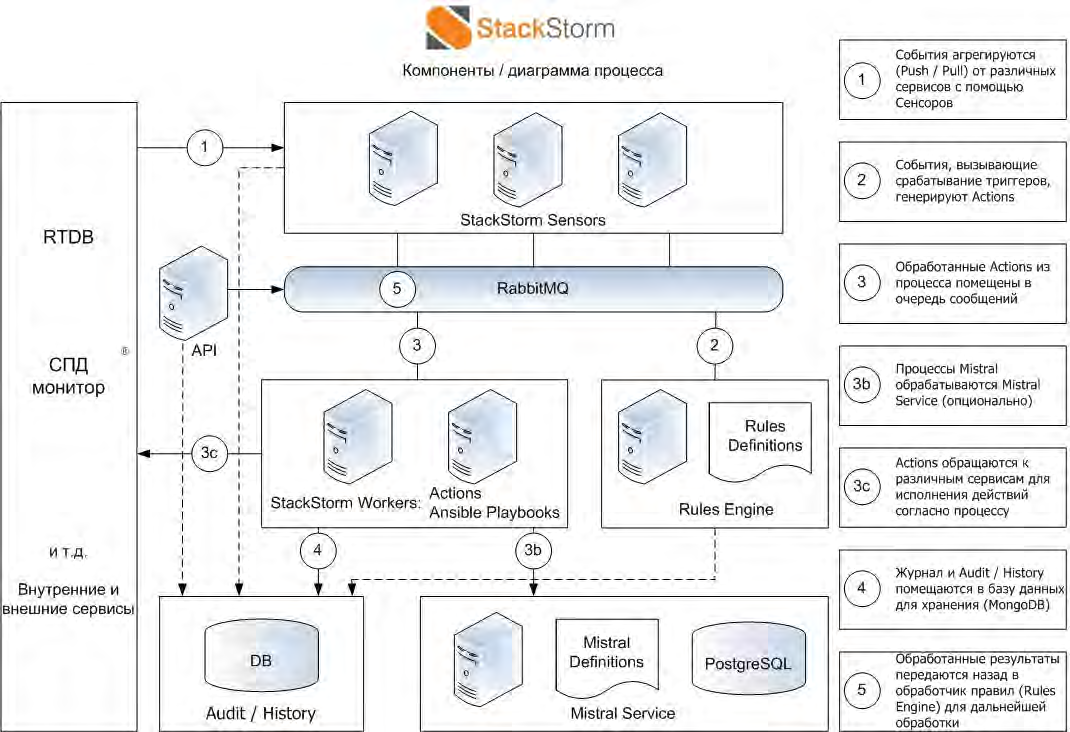 StackStorm
Компоненты / диаграмма процесса
RTDB
СПД
монитор
®
и т.д.
Внутренние и
внешние сервисы
1
StackStorm Sensors
API
5
RabbitMQ
3
2
3c
StackStorm Workers:
Actions
Ansible Playbooks
Rules
Definitions
Rules Engine
4
3b
DB
Audit / History
Mistral
Definitions
PostgreSQL
Mistral Service
1
События агрегируются
(Push / Pull) от различных
сервисов с помощью
Сенсоров
2
События, вызывающие
срабатывание триггеров,
генерируют Actions
3
Обработанные Actions из
процесса помещены в
очередь сообщений
3b
Процессы Mistral
обрабатываются Mistral
Service (опционально)
3c
Actions обращаются к
различным сервисам для
исполнения действий
согласно процессу
4
Журнал и Audit / History
помещаются в базу данных
для хранения (MongoDB)
5
Обработанные результаты
передаются назад в
обработчик правил (Rules
Engine) для дальнейшей
обработки